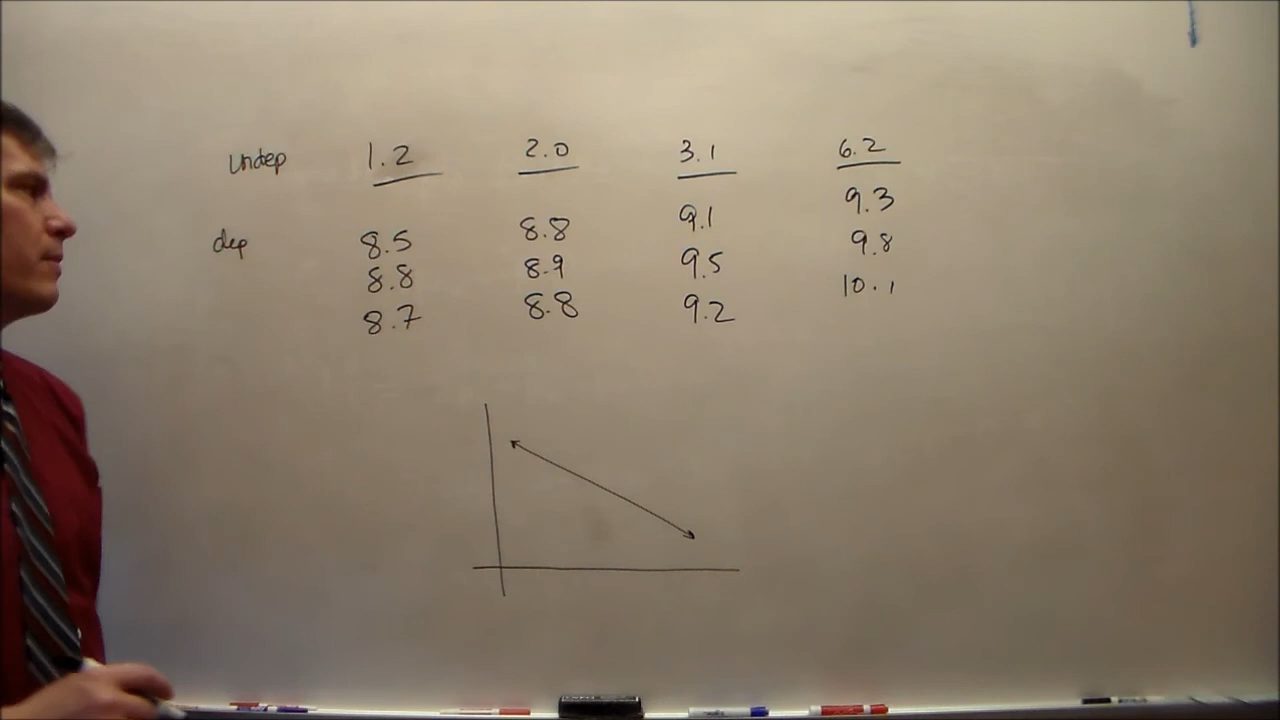 undep 1.2 2.0 3.1 6.2
dep 8.5 8.8 9.1 9.3
8.8 8.9 9.5 9.8
8.7 8.8 9.2 10.1